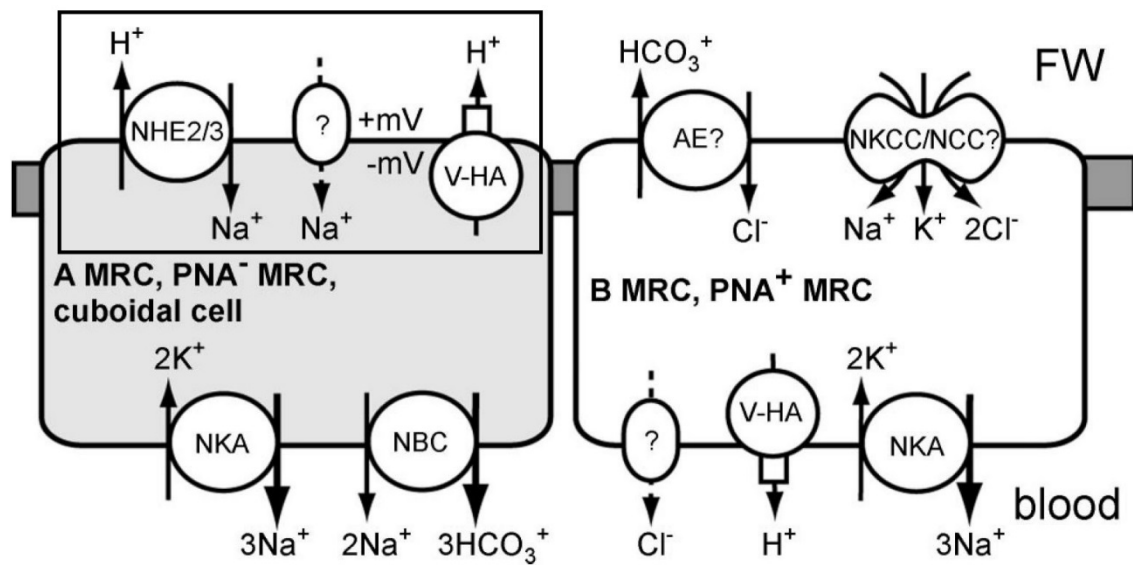 H⁺ H⁺ HCO₃⁺ FW
NHE2/3 ? +mV AE? NKCC/NCC?
-mV V-HA
Na⁺ Na⁺ Cl⁻ Na⁺ K⁺ 2Cl⁻
A MRC, PNA⁻ MRC,
cuboidal cell
B MRC, PNA⁺ MRC
2K⁺ 2K⁺
V-HA
NKA NBC ? NKA
blood
3Na⁺ 2Na⁺ 3HCO₃⁺ Cl⁻ H⁺ 3Na⁺